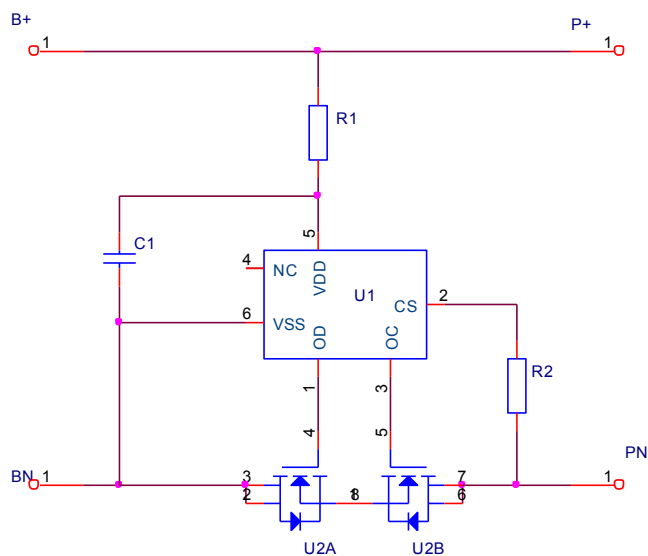 B+ P+
1 1
R1
5
C1
4 NC VDD
U1
CS 2
6 VSS
OD OC
1 3
R2
4 5
BN 1 3 7 1 PN
2 1 8 6
U2A U2B